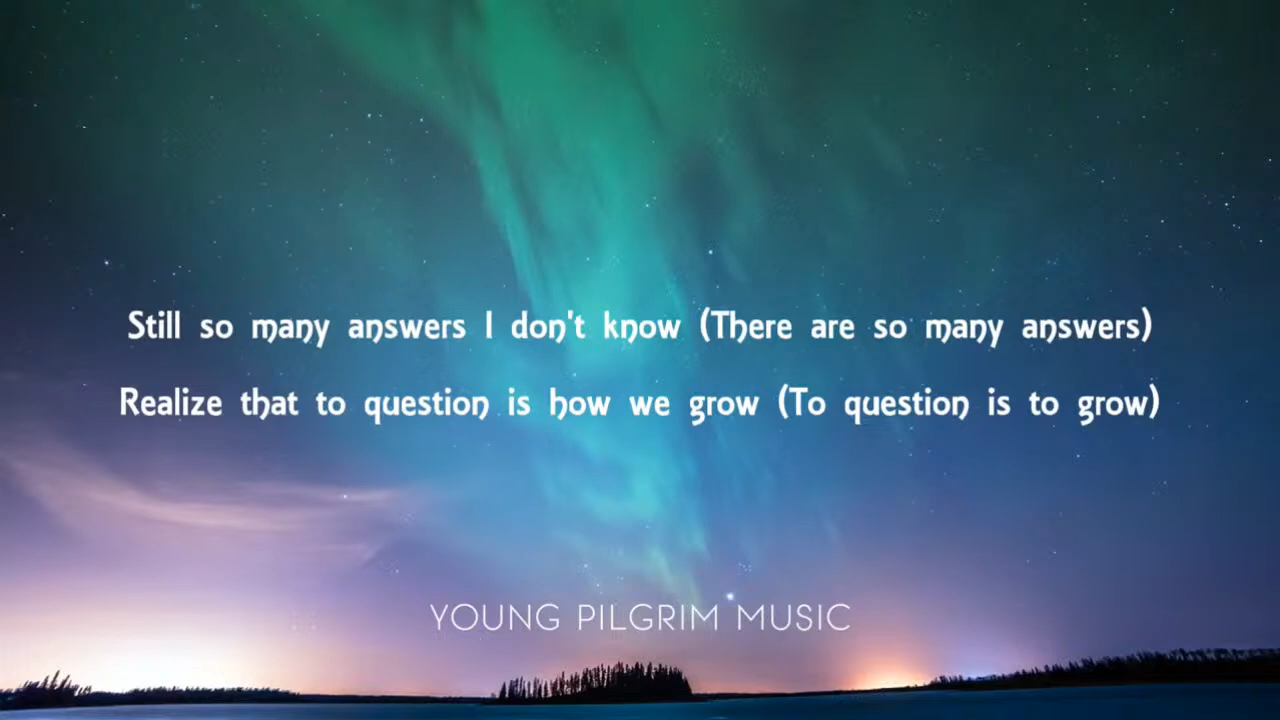 Still so many answers I don't know (There are so many answers)
Realize that to question is how we grow (To question is to grow)
YOUNG PILGRIM MUSIC